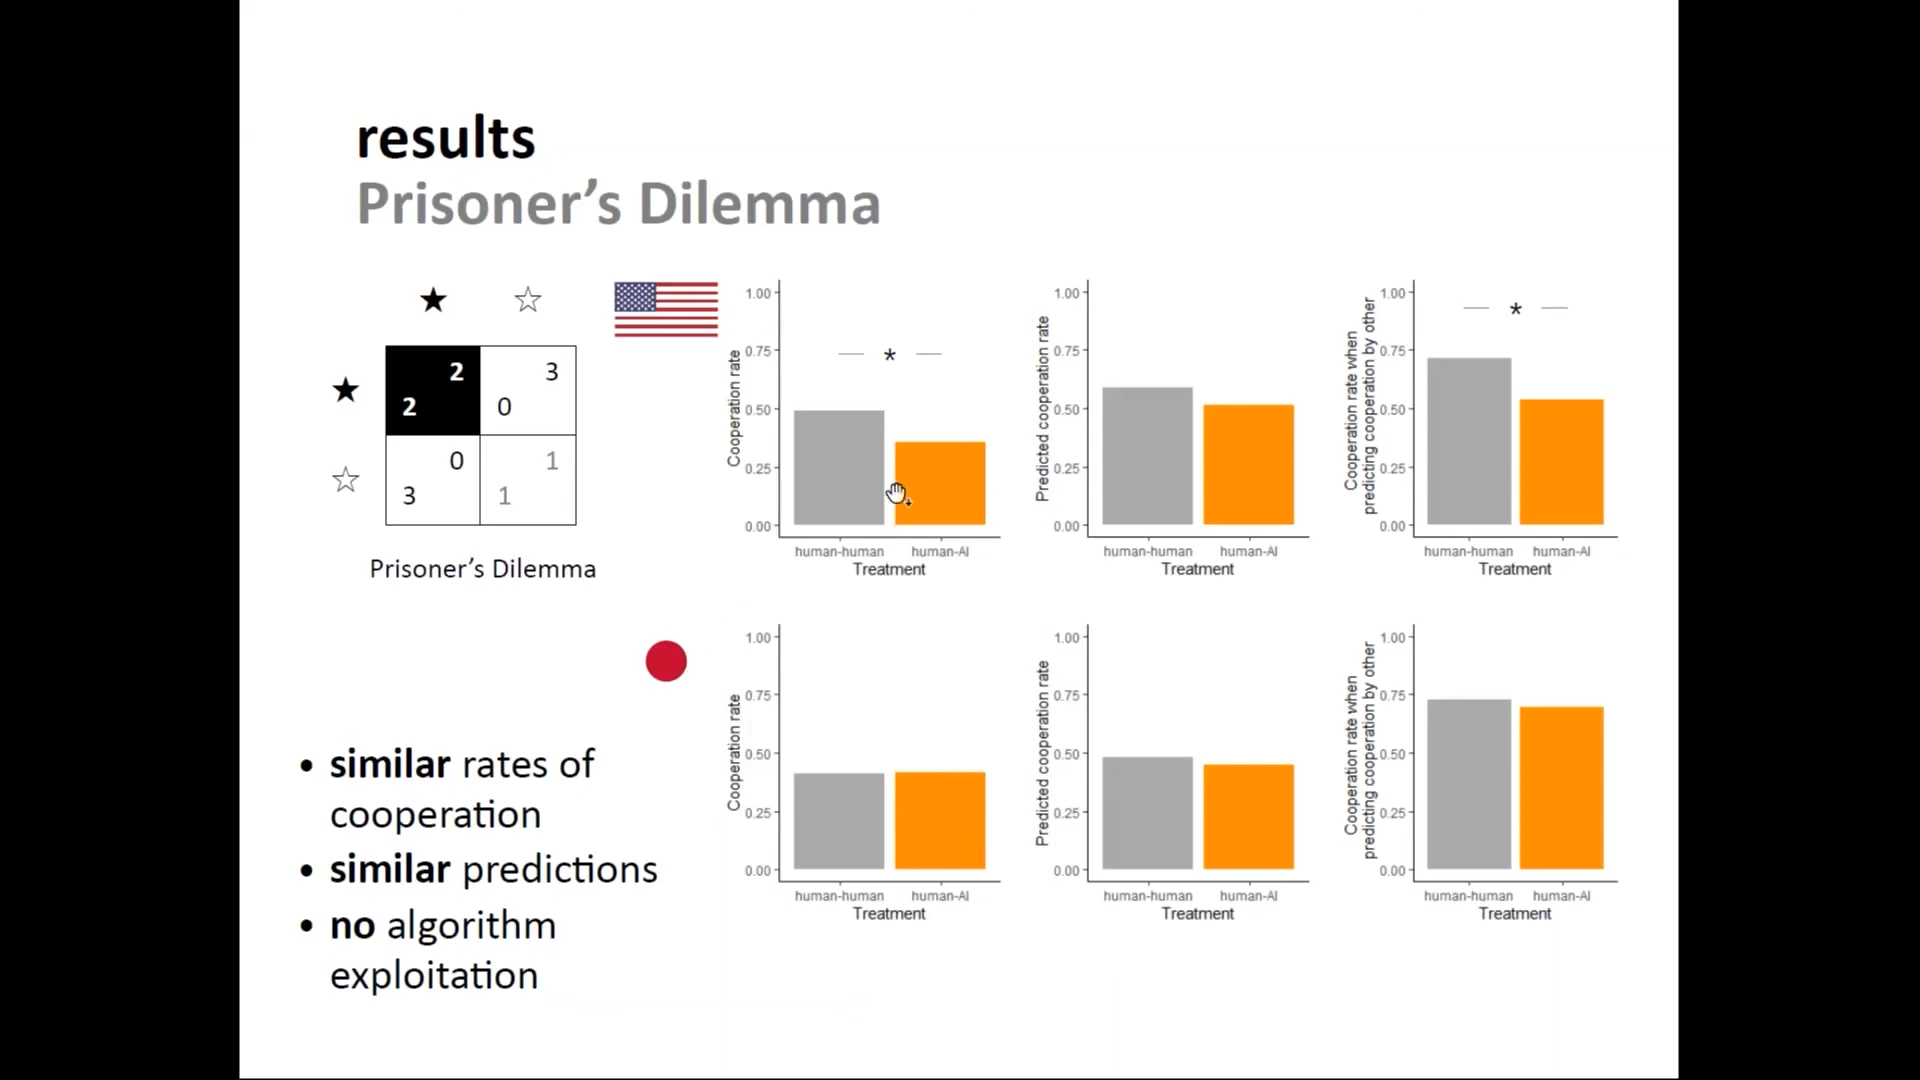 results
Prisoner's Dilemma
★ ☆
★ 2 3
2 0
☆ 0 1
3 1
Prisoner's Dilemma
Cooperation rate
1.00
0.75
0.50
0.25
0.00
*
human-human human-AI
Treatment
Predicted cooperation rate
1.00
0.75
0.50
0.25
0.00
human-human human-AI
Treatment
Cooperation rate when
predicting cooperation by other
1.00
0.75
0.50
0.25
0.00
*
human-human human-AI
Treatment
Cooperation rate
1.00
0.75
0.50
0.25
0.00
human-human human-AI
Treatment
Predicted cooperation rate
1.00
0.75
0.50
0.25
0.00
human-human human-AI
Treatment
Cooperation rate when
predicting cooperation by other
1.00
0.75
0.50
0.25
0.00
human-human human-AI
Treatment
• similar rates of
cooperation
• similar predictions
• no algorithm
exploitation